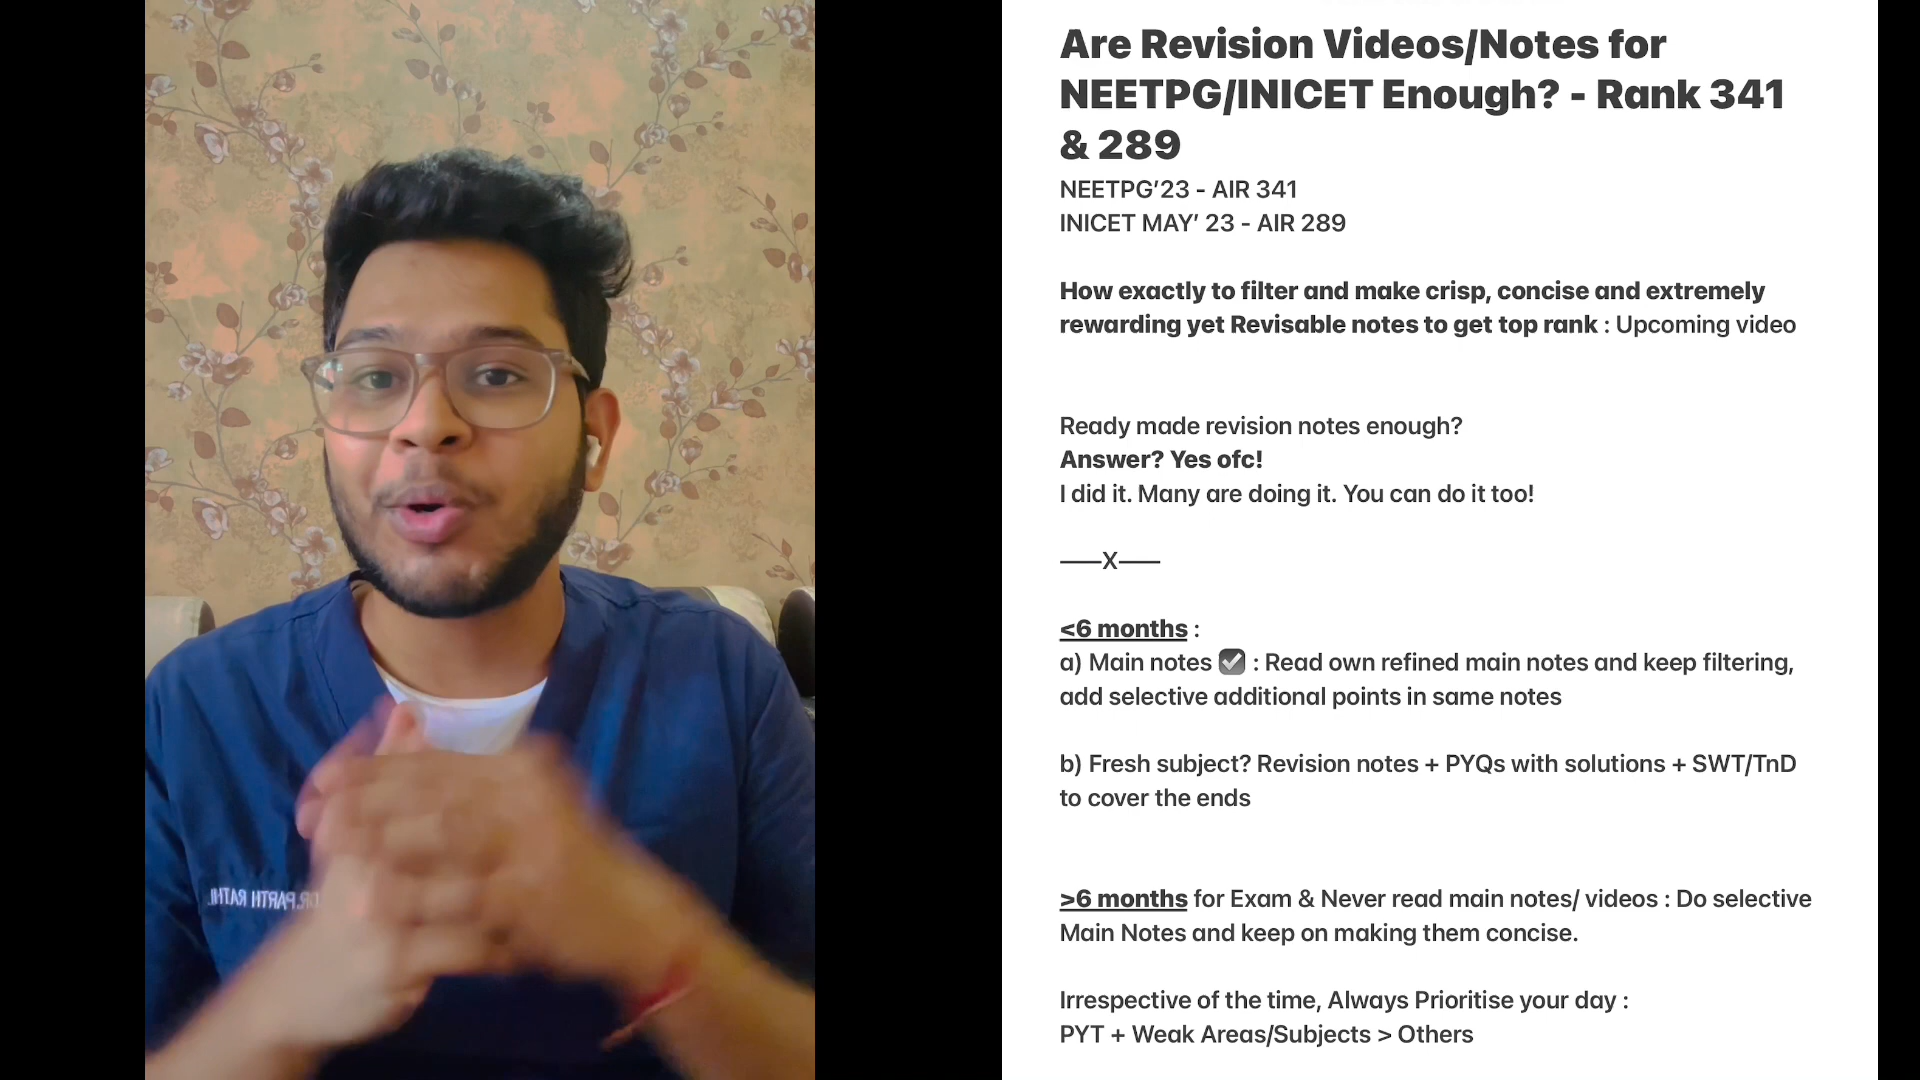 Are Revision Videos/Notes for
NEETPG/INICET Enough? - Rank 341
& 289
NEETPG'23 - AIR 341
INICET MAY' 23 - AIR 289
How exactly to filter and make crisp, concise and extremely
rewarding yet Revisable notes to get top rank : Upcoming video
Ready made revision notes enough?
Answer? Yes ofc!
I did it. Many are doing it. You can do it too!
——X——
<6 months :
a) Main notes ☑ : Read own refined main notes and keep filtering,
add selective additional points in same notes
b) Fresh subject? Revision notes + PYQs with solutions + SWT/TnD
to cover the ends
>6 months for Exam & Never read main notes/ videos : Do selective
Main Notes and keep on making them concise.
Irrespective of the time, Always Prioritise your day :
PYT + Weak Areas/Subjects > Others
DR.PARTH RATHI